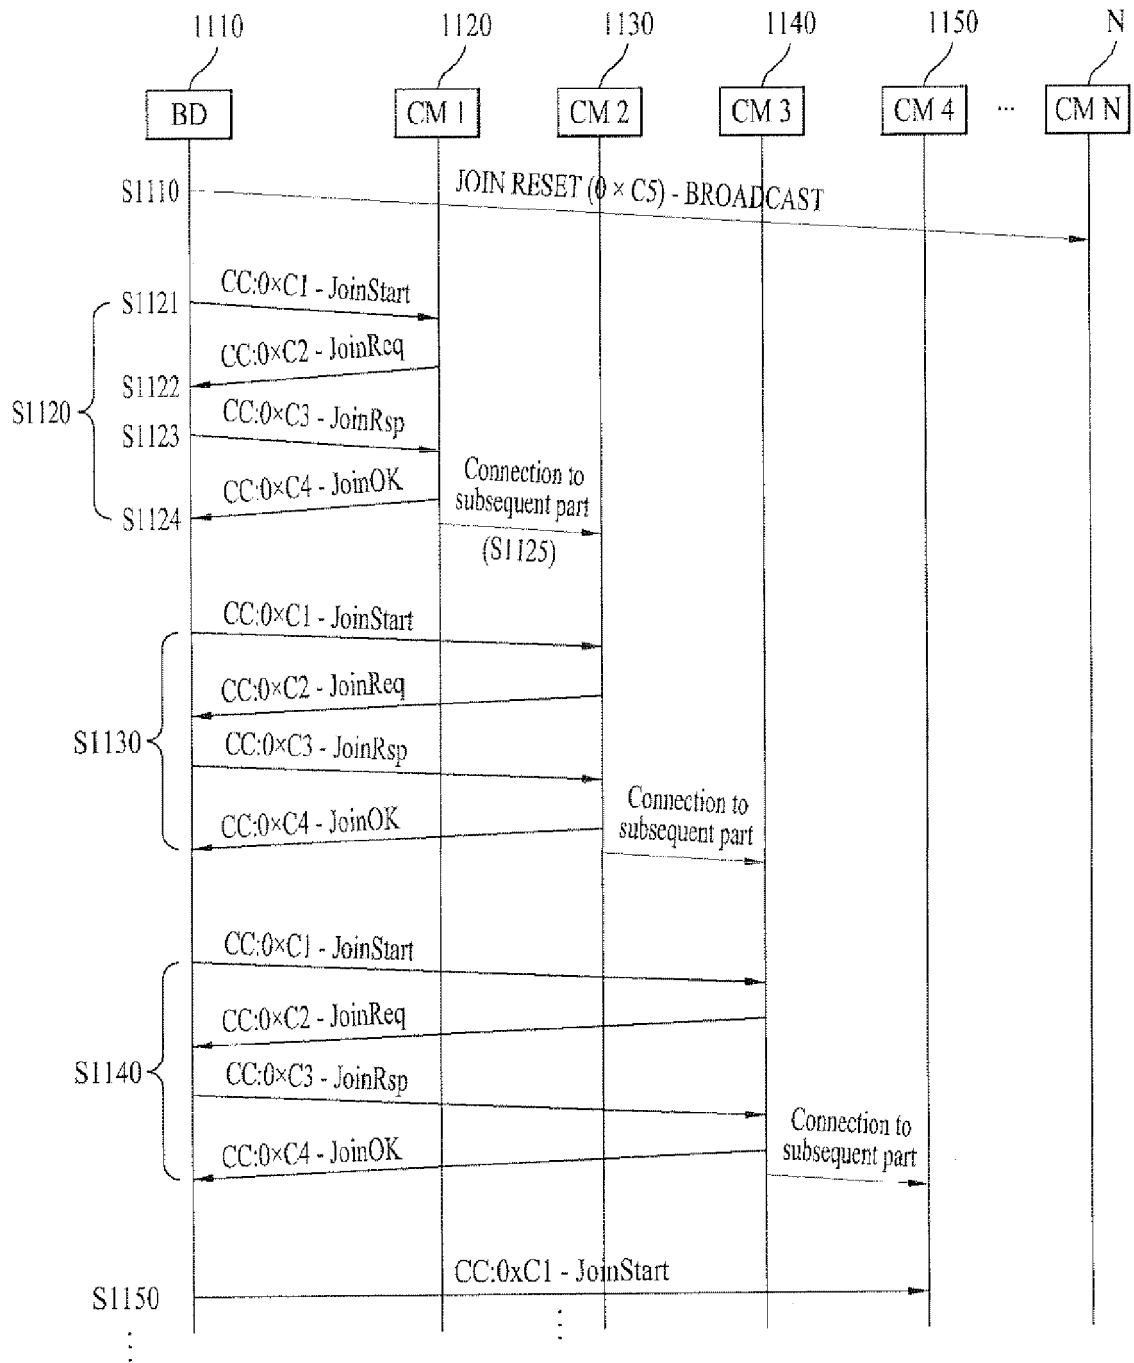 1110 1120 1130 1140 1150 N
BD CM 1 CM 2 CM 3 CM 4 ... CM N
S1110 JOIN RESET (0 × C5) - BROADCAST
CC:0×C1 - JoinStart
S1121
CC:0×C2 - JoinReq
S1122
S1120
CC:0×C3 - JoinRsp
S1123
CC:0×C4 - JoinOK
S1124
Connection to
subsequent part
(S1125)
CC:0×C1 - JoinStart
CC:0×C2 - JoinReq
S1130
CC:0×C3 - JoinRsp
CC:0×C4 - JoinOK
Connection to
subsequent part
CC:0×C1 - JoinStart
CC:0×C2 - JoinReq
S1140
CC:0×C3 - JoinRsp
CC:0×C4 - JoinOK
Connection to
subsequent part
CC:0xC1 - JoinStart
S1150